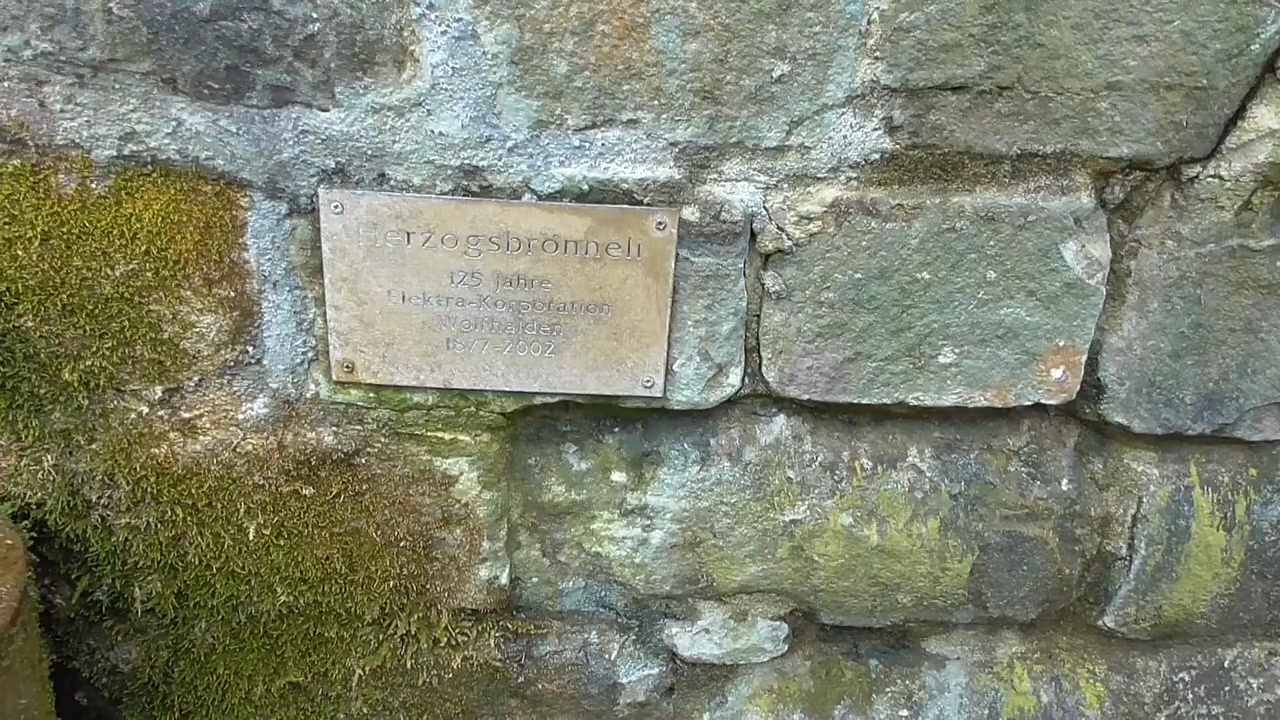 Herzogsbrönneli
125 Jahre
Elektra-Korporation
Wolfhalden
1877-2002